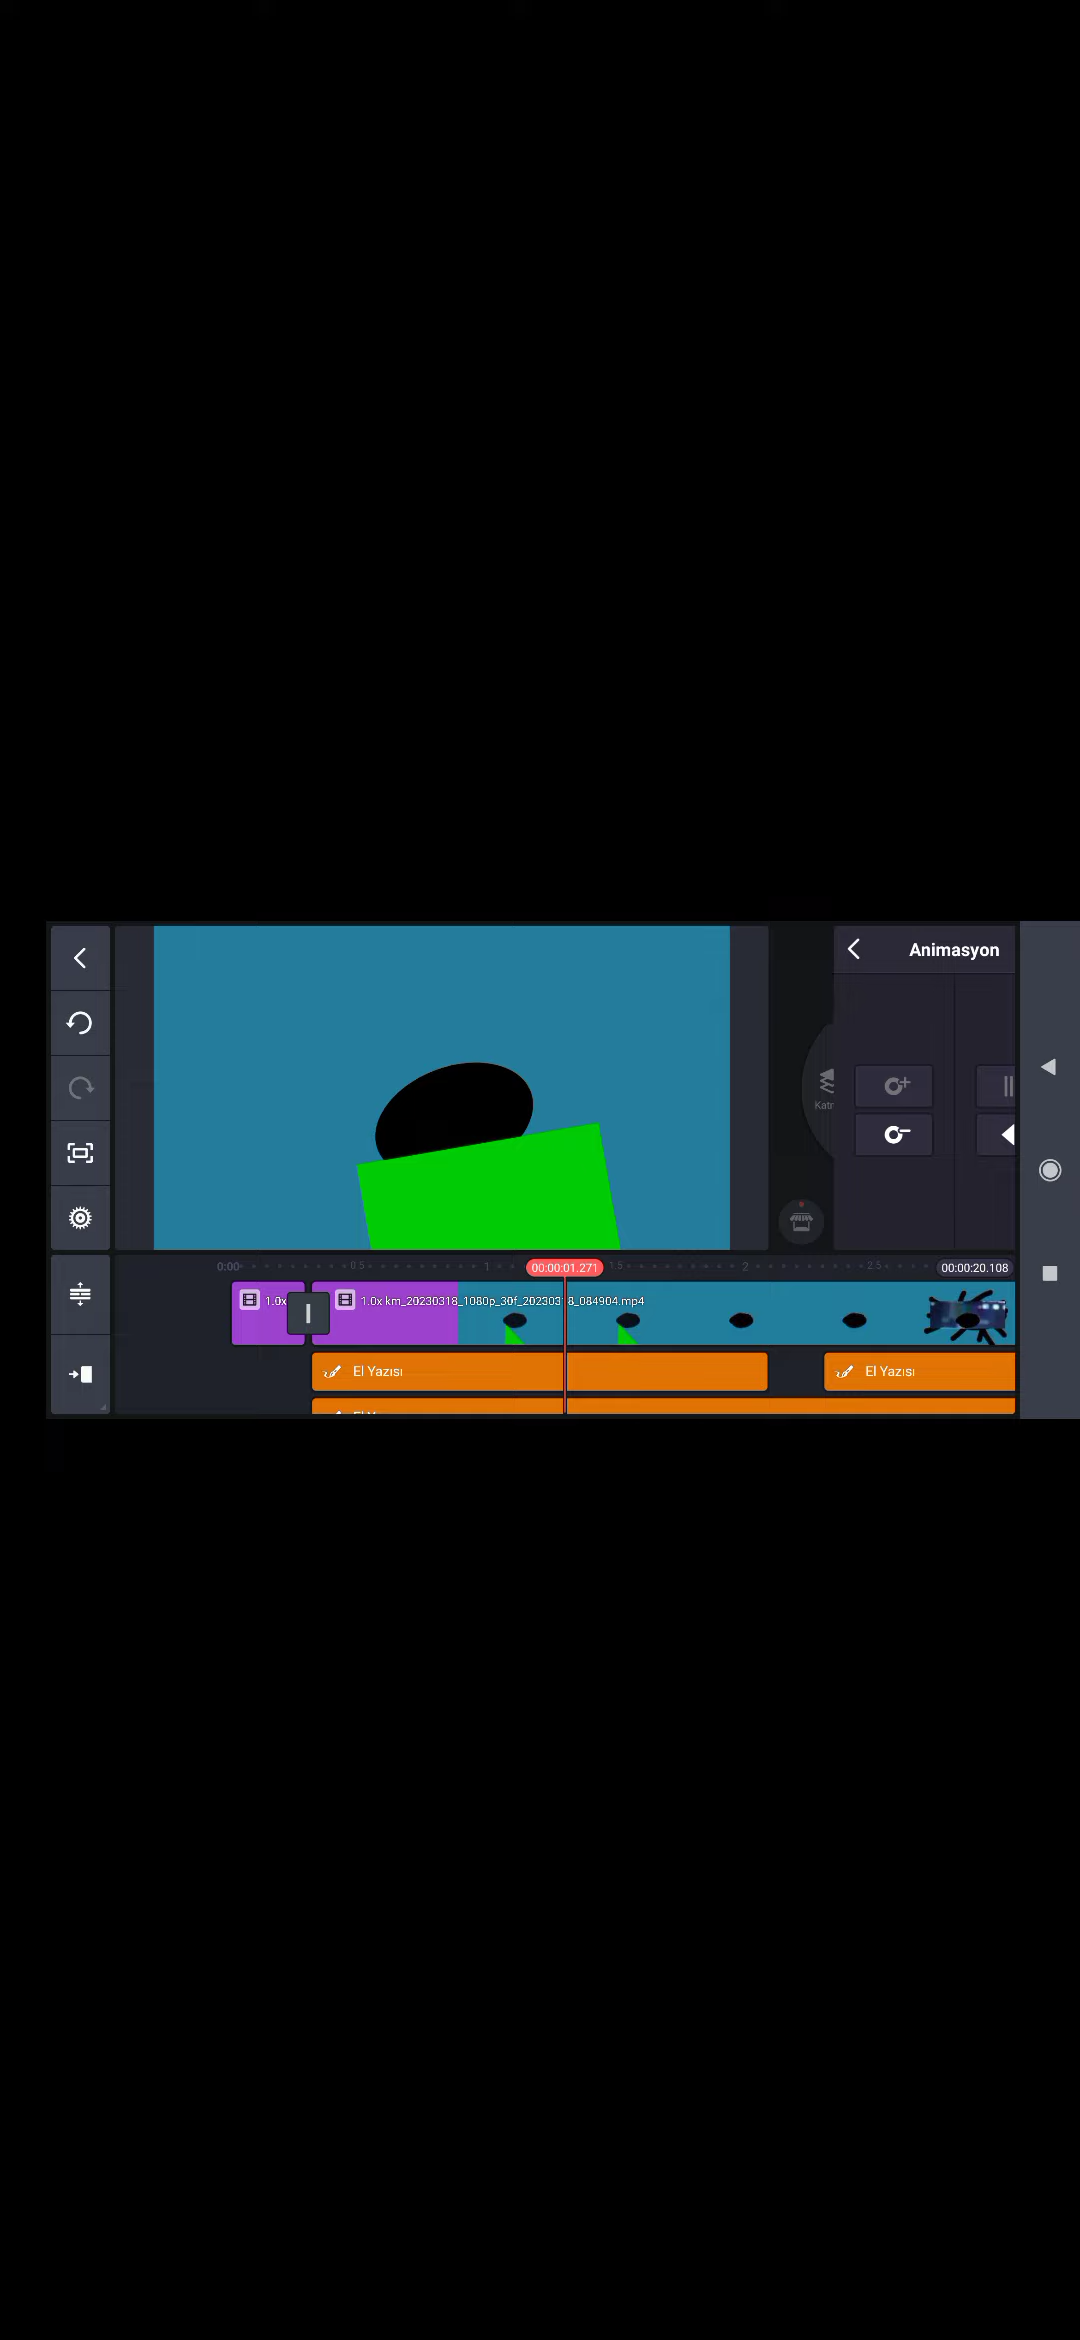 Animasyon
Katr
0:00 0.5 1 00:00:01.271 1.5 2 2.5 00:00:20.108
1.0x 1.0x km_20230318_1080p_30f_20230318_084904.mp4
El Yazısı El Yazısı